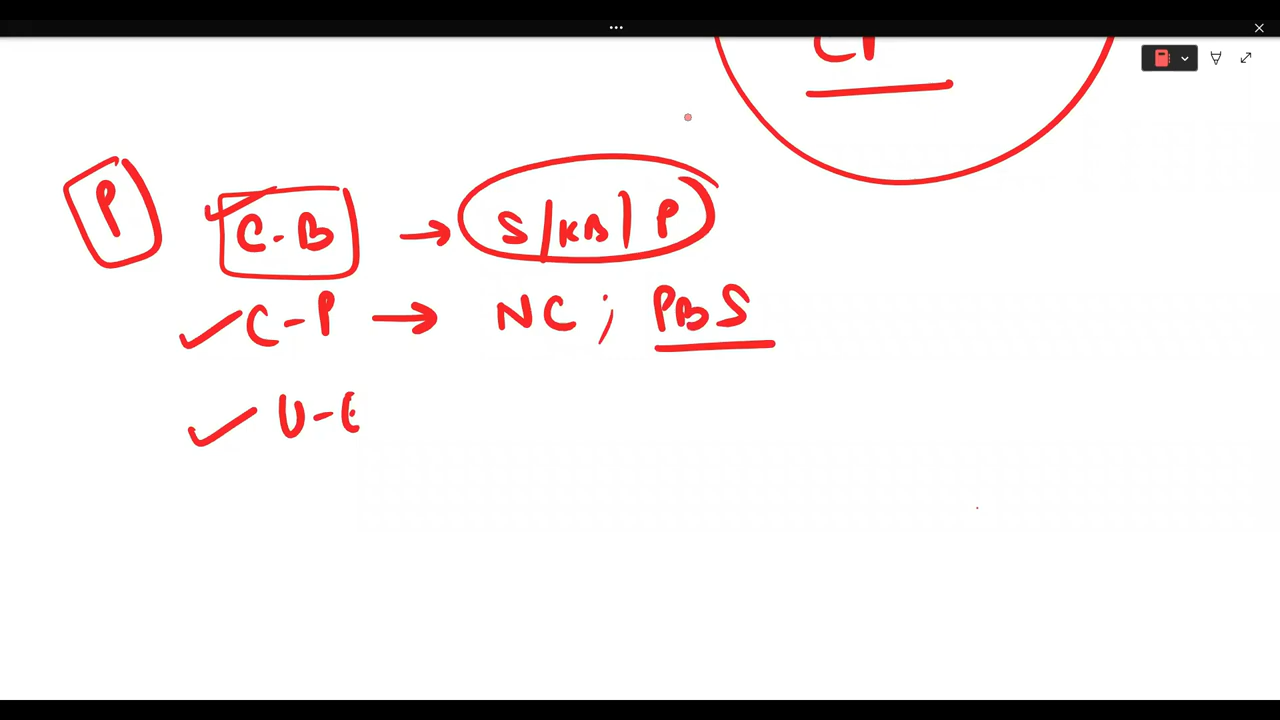 P
C-B → S/KB/P
✓ C-P → NC; PBS
✓ U-